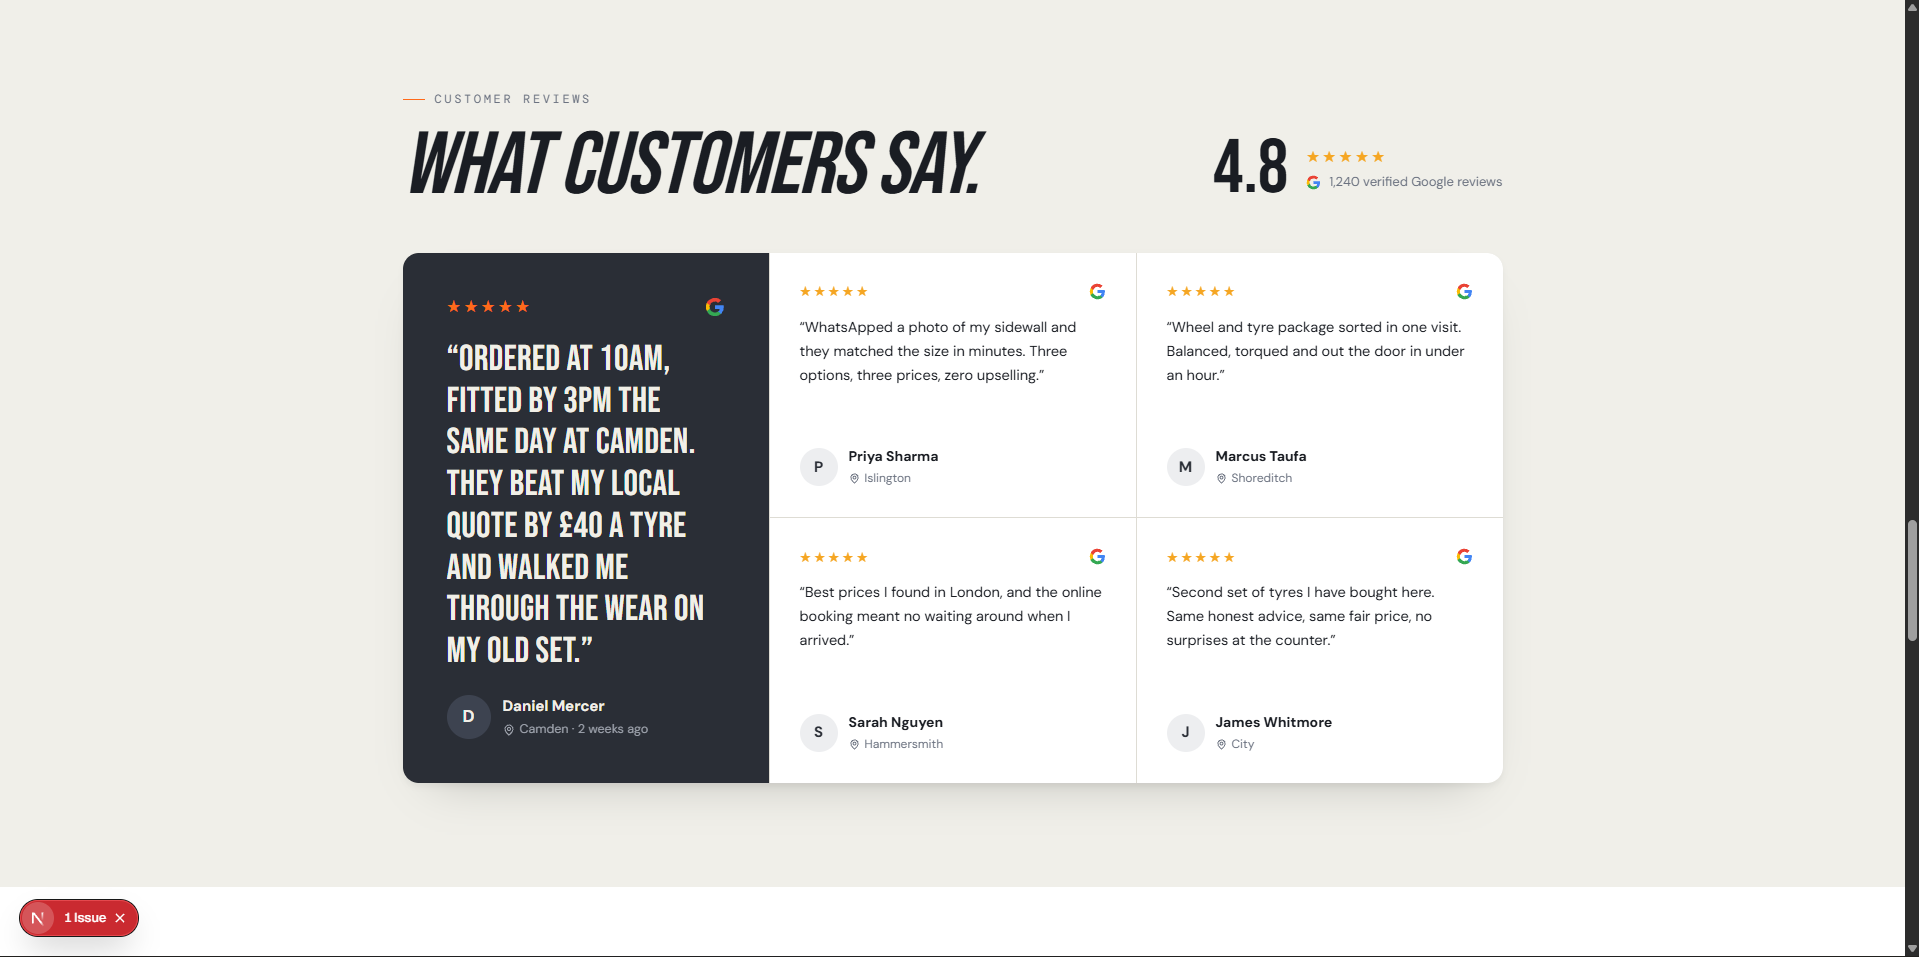 CUSTOMER REVIEWS
WHAT CUSTOMERS SAY.
4.8
★★★★★
1,240 verified Google reviews
★★★★★
“ORDERED AT 10AM,
FITTED BY 3PM THE
SAME DAY AT CAMDEN.
THEY BEAT MY LOCAL
QUOTE BY £40 A TYRE
AND WALKED ME
THROUGH THE WEAR ON
MY OLD SET.”
D
Daniel Mercer
Camden · 2 weeks ago
★★★★★
“WhatsApped a photo of my sidewall and
they matched the size in minutes. Three
options, three prices, zero upselling.”
P
Priya Sharma
Islington
★★★★★
“Wheel and tyre package sorted in one visit.
Balanced, torqued and out the door in under
an hour.”
M
Marcus Taufa
Shoreditch
★★★★★
“Best prices I found in London, and the online
booking meant no waiting around when I
arrived.”
S
Sarah Nguyen
Hammersmith
★★★★★
“Second set of tyres I have bought here.
Same honest advice, same fair price, no
surprises at the counter.”
J
James Whitmore
City
N
1 Issue